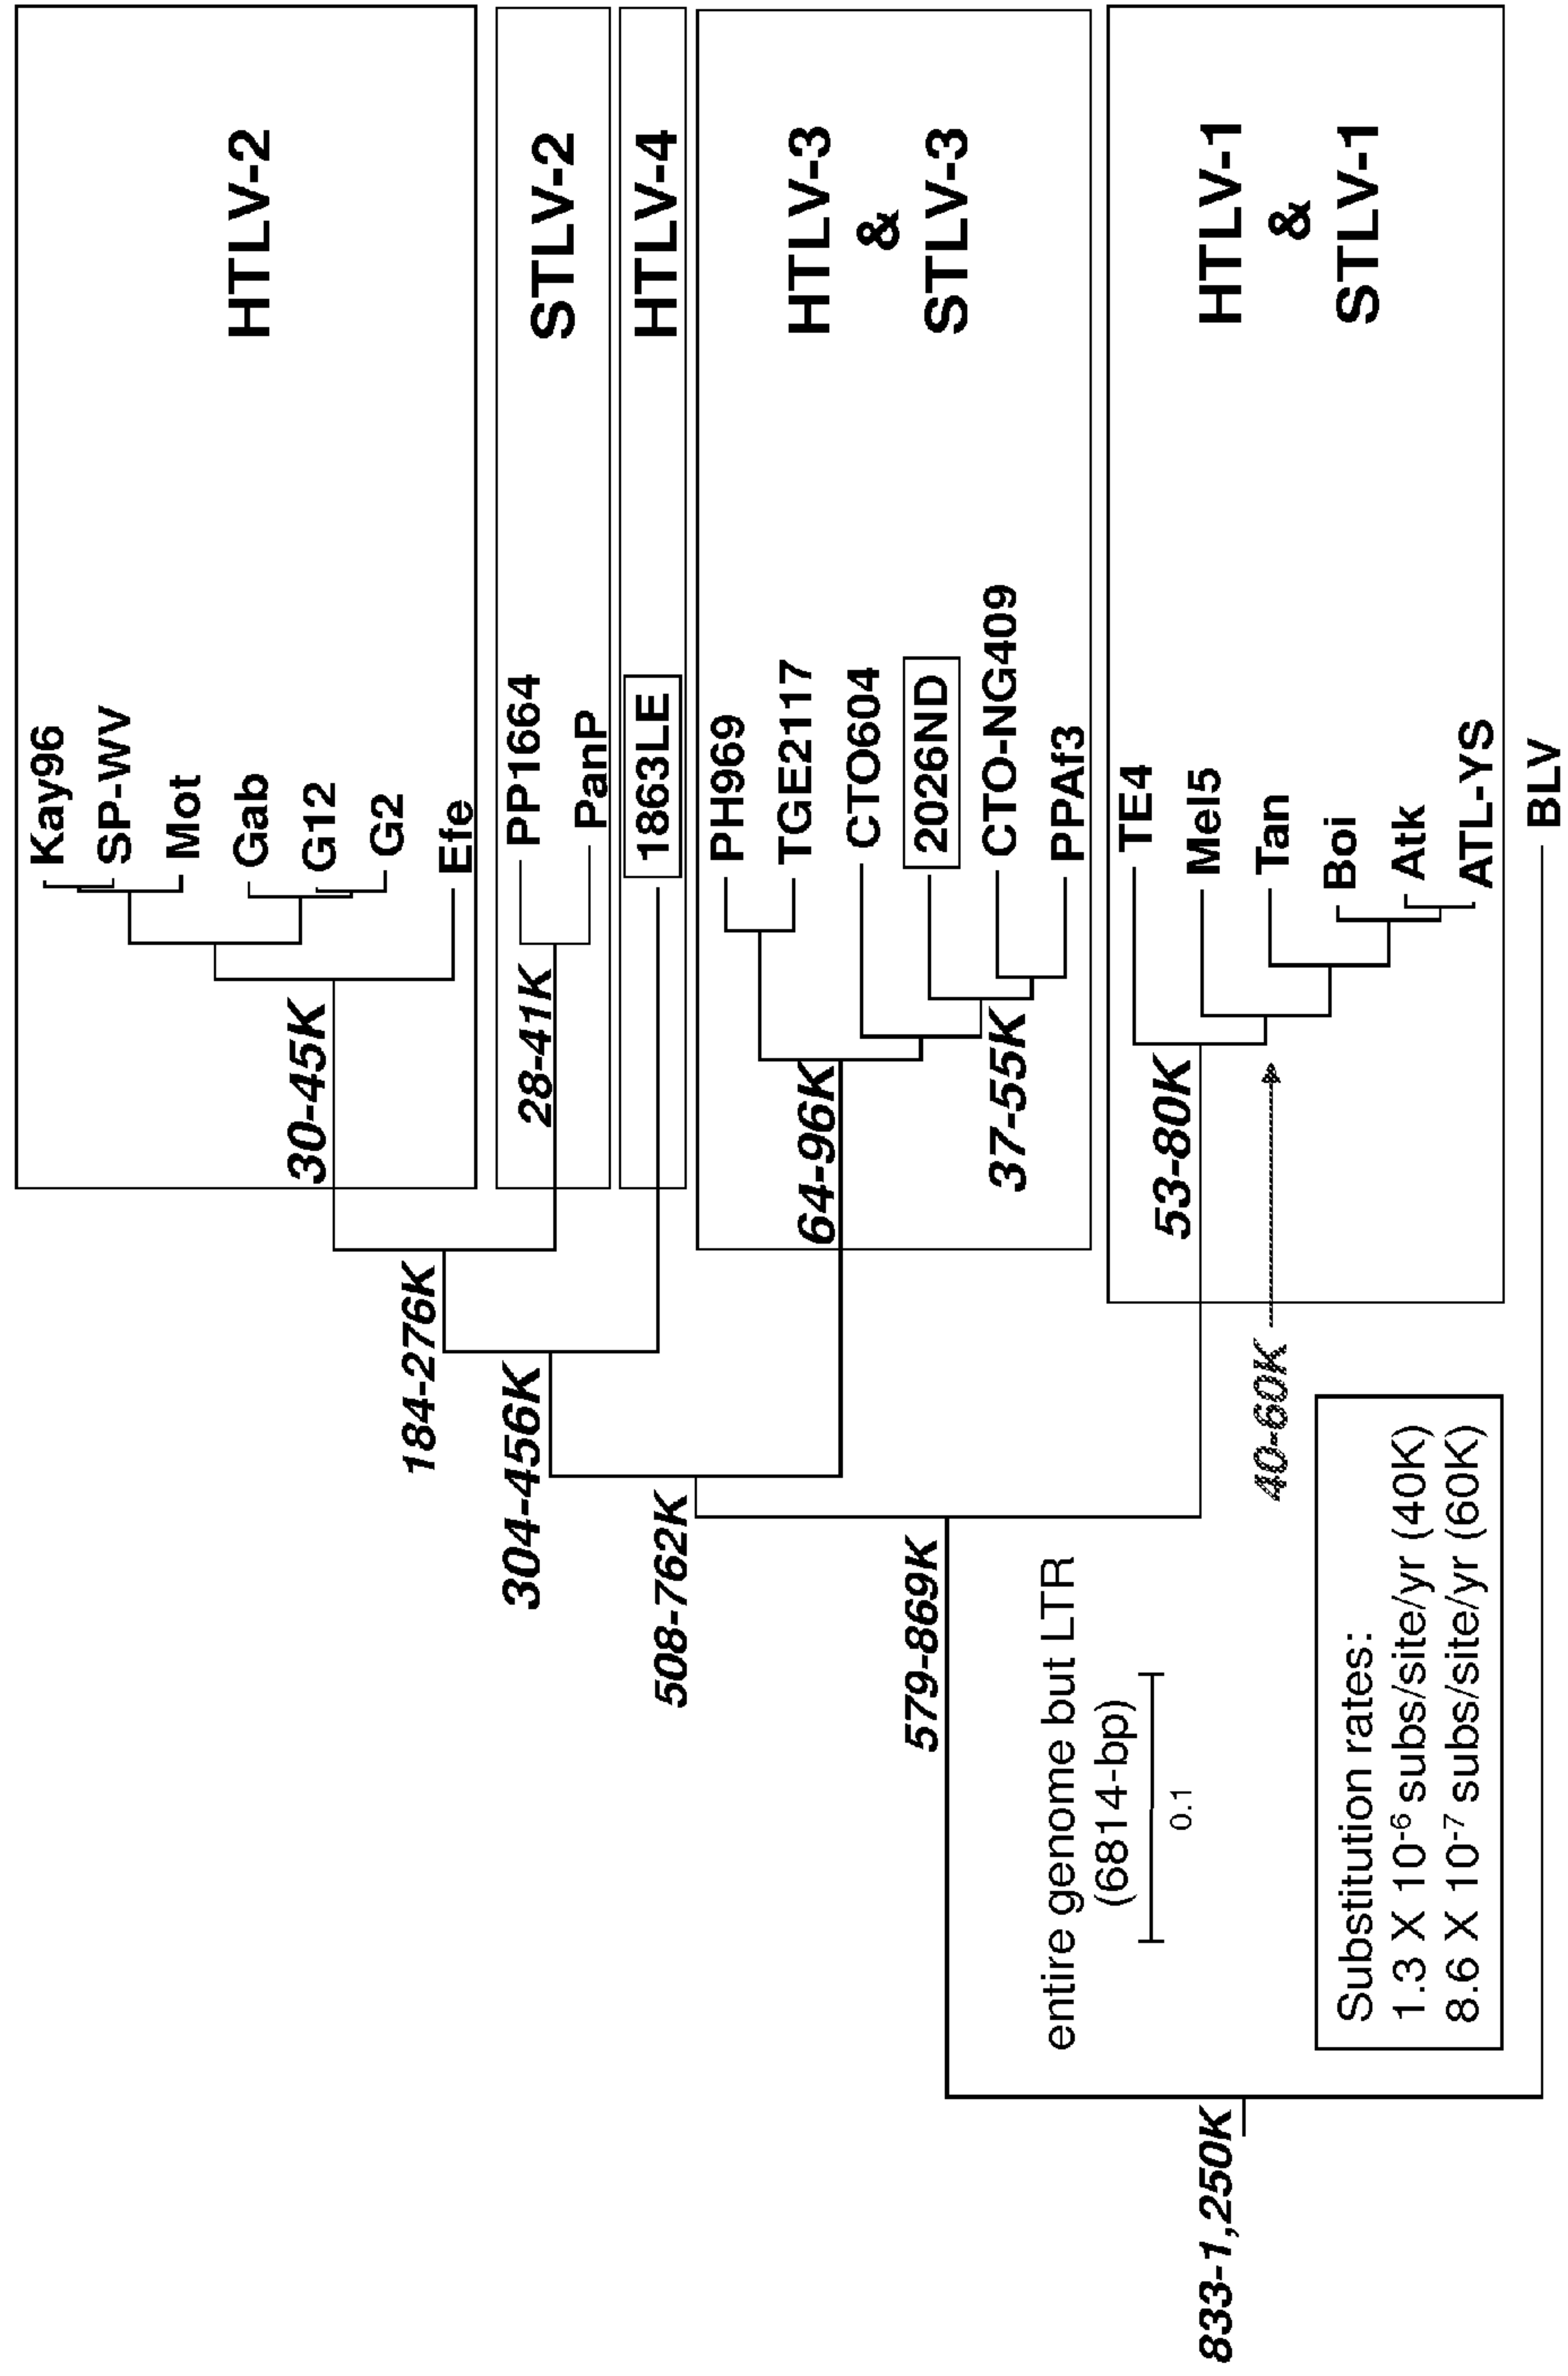 Kay96
SP-WV
Mot
Gab
G12
G2
Efe
30-45K
HTLV-2
PP1664
PanP
28-41K
STLV-2
184-276K
1863LE
HTLV-4
304-456K
PH969
TGE2117
CTO604
2026ND
CTO-NG409
PPAf3
64-96K
37-55K
HTLV-3
&
STLV-3
508-762K
TE4
Mel5
Tan
Boi
Atk
ATL-YS
53-80K
40-60K
HTLV-1
&
STLV-1
579-869K
BLV
833-1,250K
entire genome but LTR
(6814-bp)
0.1
Substitution rates:
1.3 X 10⁻⁶ subs/site/yr (40K)
8.6 X 10⁻⁷ subs/site/yr (60K)